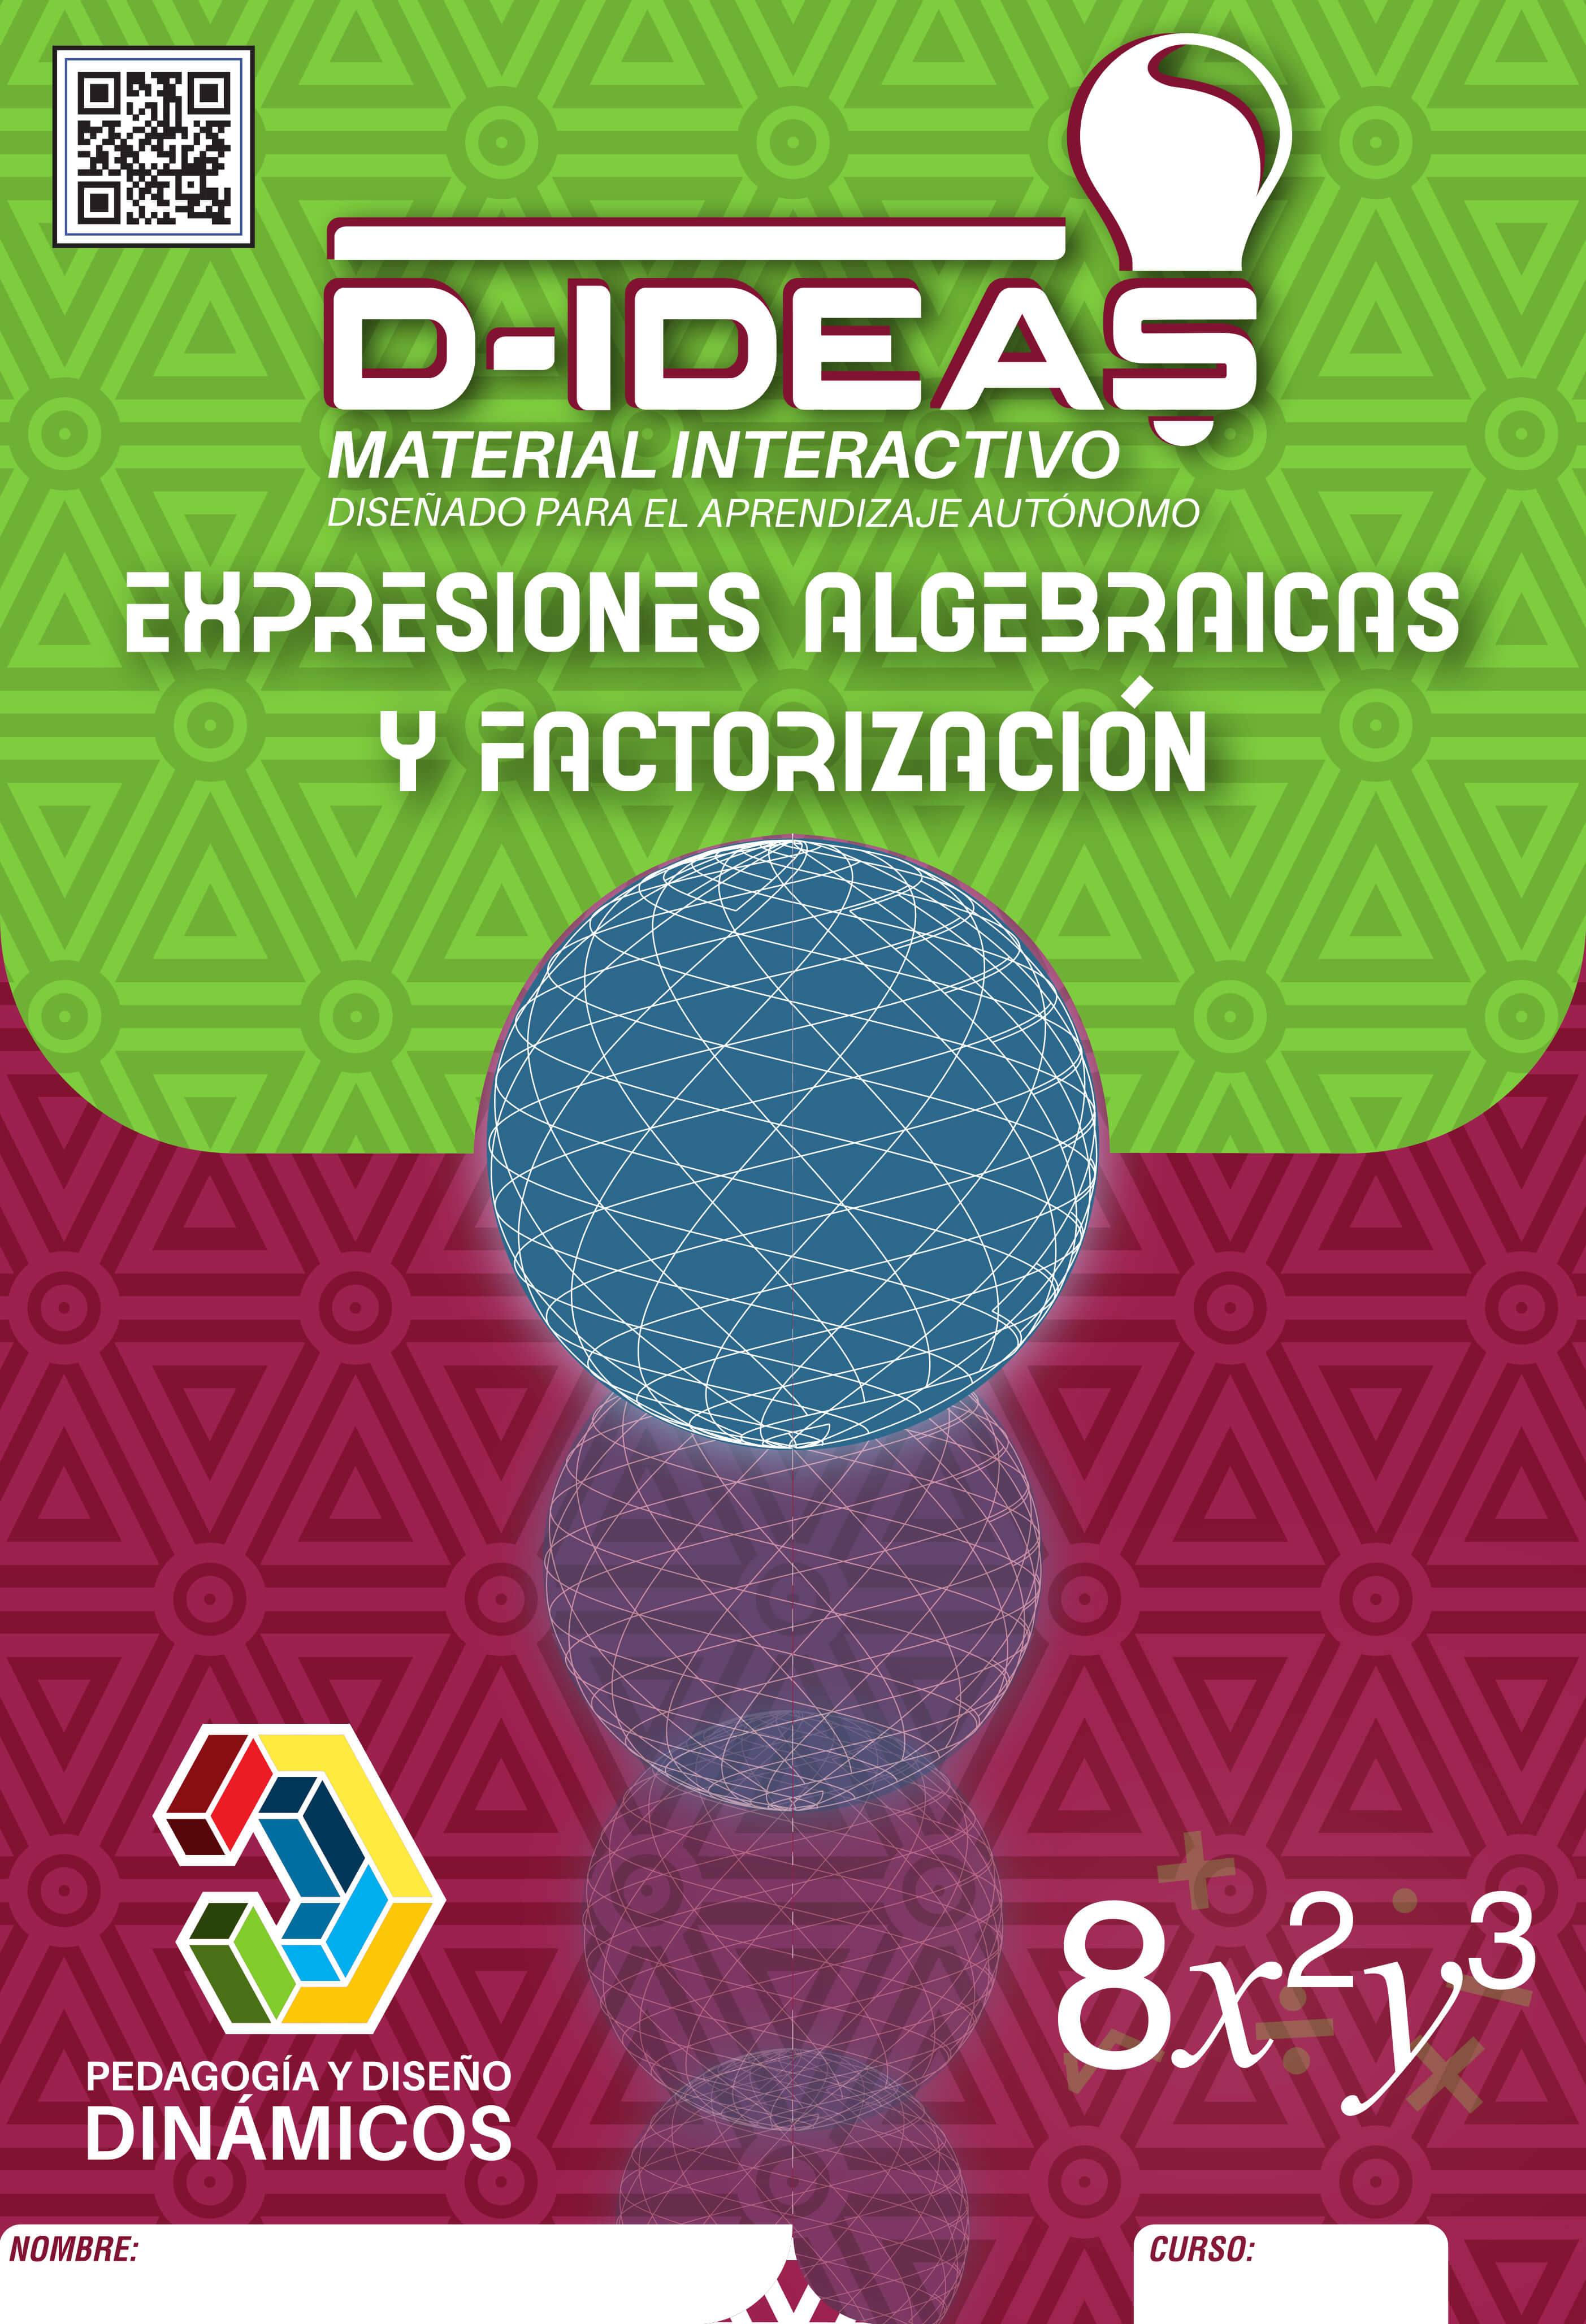 D-IDEAS
MATERIAL INTERACTIVO
DISEÑADO PARA EL APRENDIZAJE AUTÓNOMO
EXPRESIONES ALGEBRAICAS
Y FACTORIZACIÓN
8x²y³
PEDAGOGÍA Y DISEÑO
DINÁMICOS
NOMBRE:
CURSO: